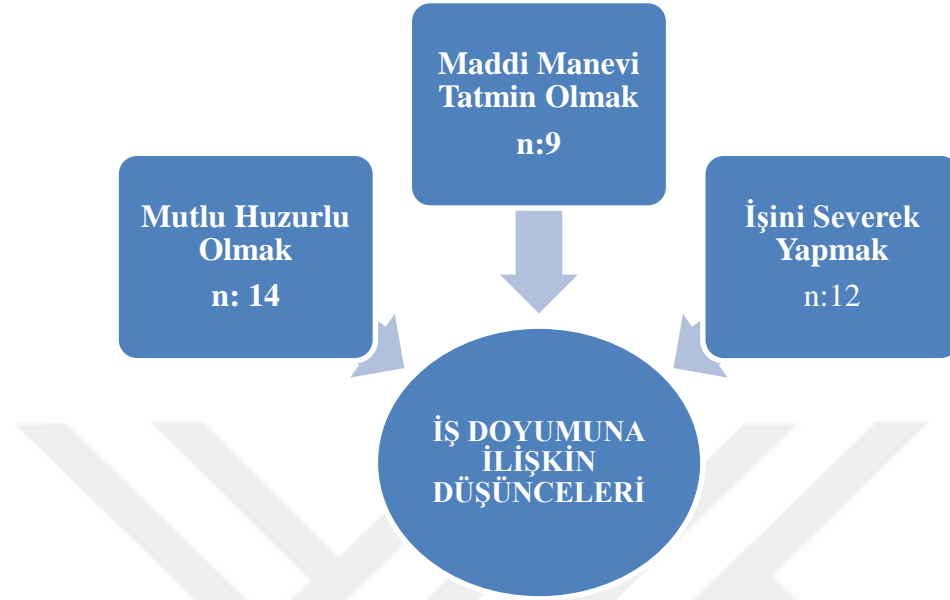 Maddi Manevi
Tatmin Olmak
n:9
Mutlu Huzurlu
Olmak
n: 14
İşini Severek
Yapmak
n:12
İŞ DOYUMUNA
İLİŞKİN
DÜŞÜNCELERİ